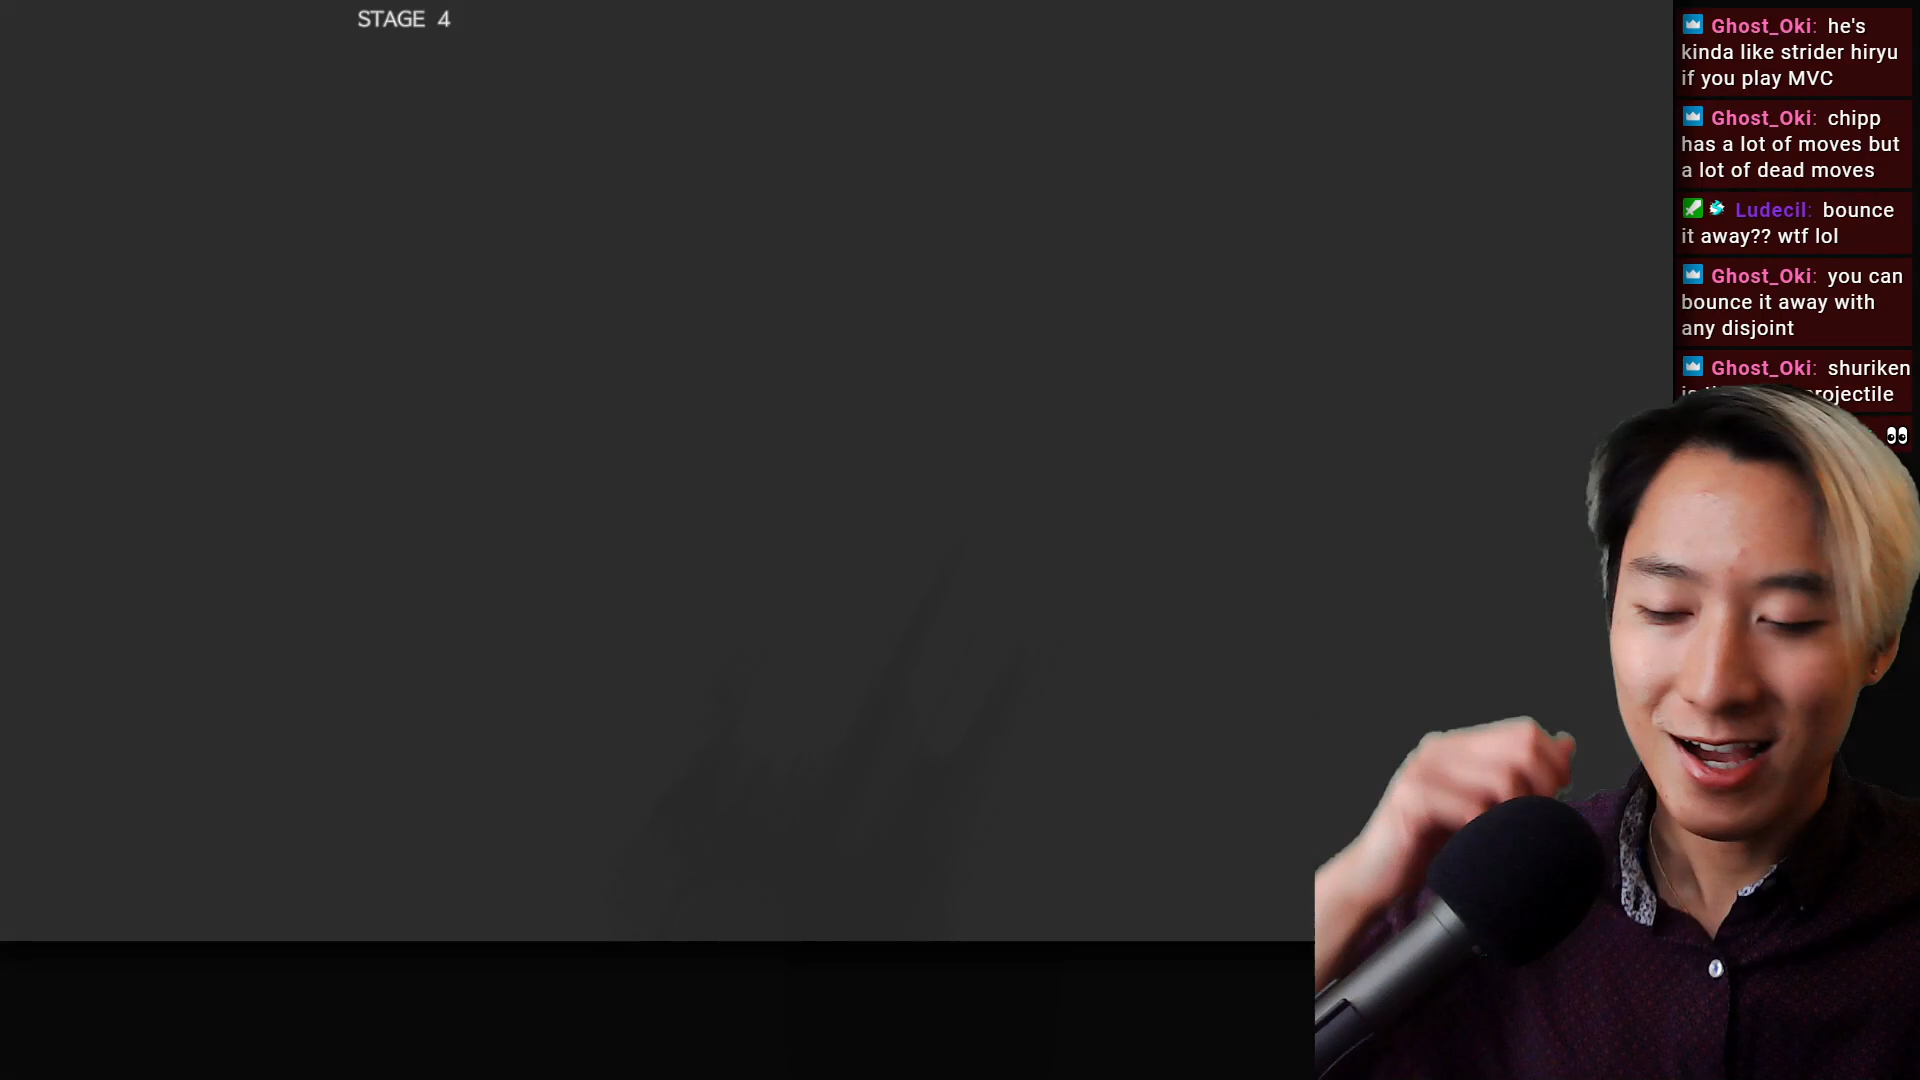 STAGE 4
Ghost_Oki: he's
kinda like strider hiryu
if you play MVC
Ghost_Oki: chipp
has a lot of moves but
a lot of dead moves
Ludecil: bounce
it away?? wtf lol
Ghost_Oki: you can
bounce it away with
any disjoint
Ghost_Oki: shuriken